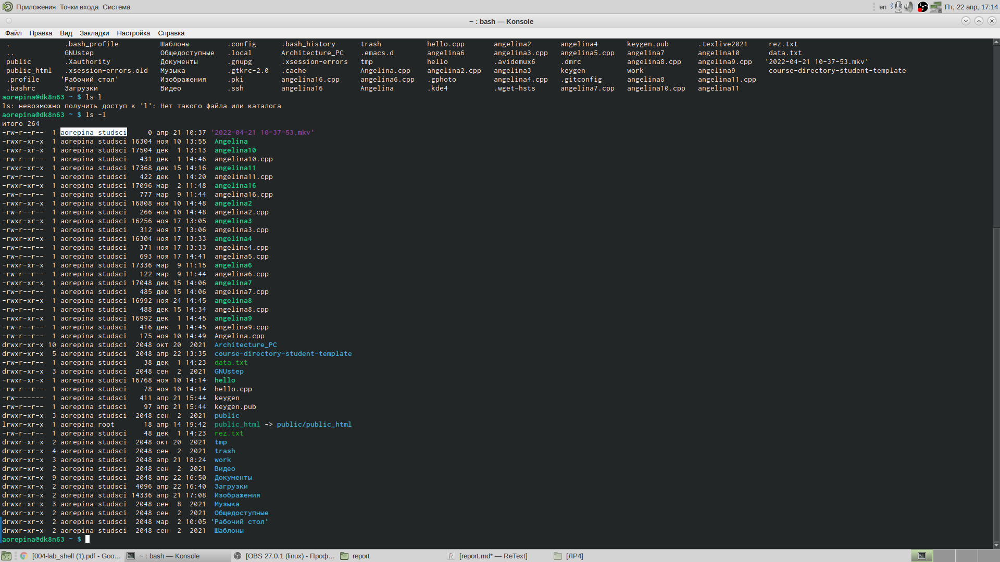 Приложения Точки входа Система en Пт, 22 апр, 17:14
~ : bash — Konsole
Файл Правка Вид Закладки Настройка Справка
. .bash_profile Шаблоны .config .bash_history trash hello.cpp angelina2 angelina4 keygen.pub .texlive2021 rez.txt
.. GNUstep Общедоступные .local Architecture_PC .emacs.d angelina6 angelina3.cpp angelina5.cpp angelina7 angelina10 data.txt
public .Xauthority Документы .gnupg .xsession-errors tmp hello .avidemux6 .dmrc angelina8.cpp angelina9.cpp '2022-04-21 10-37-53.mkv'
public_html .xsession-errors.old Музыка .gtkrc-2.0 .cache Angelina.cpp angelina2.cpp angelina3 keygen work angelina9 course-directory-student-template
.profile 'Рабочий стол' Изображения .pki angelina16.cpp angelina6.cpp .gphoto angelina4.cpp .gitconfig angelina8 angelina11.cpp
.bashrc Загрузки Видео .ssh angelina16 Angelina .kde4 .wget-hsts angelina7.cpp angelina10.cpp angelina11
aorepina@dk8n63 ~ $ ls l
ls: невозможно получить доступ к 'l': Нет такого файла или каталога
aorepina@dk8n63 ~ $ ls -l
итого 264
-rw-r--r-- 1 aorepina studsci 0 апр 21 10:37 '2022-04-21 10-37-53.mkv'
-rwxr-xr-x 1 aorepina studsci 16304 ноя 10 13:55 Angelina
-rwxr-xr-x 1 aorepina studsci 17504 дек 1 13:13 angelina10
-rw-r--r-- 1 aorepina studsci 431 дек 1 14:46 angelina10.cpp
-rwxr-xr-x 1 aorepina studsci 17368 дек 15 14:16 angelina11
-rw-r--r-- 1 aorepina studsci 422 дек 1 14:20 angelina11.cpp
-rwxr-xr-x 1 aorepina studsci 17096 мар 2 11:48 angelina16
-rw-r--r-- 1 aorepina studsci 777 мар 9 11:44 angelina16.cpp
-rwxr-xr-x 1 aorepina studsci 16808 ноя 10 14:48 angelina2
-rw-r--r-- 1 aorepina studsci 266 ноя 10 14:48 angelina2.cpp
-rwxr-xr-x 1 aorepina studsci 16256 ноя 17 13:05 angelina3
-rw-r--r-- 1 aorepina studsci 312 ноя 17 13:06 angelina3.cpp
-rwxr-xr-x 1 aorepina studsci 16304 ноя 17 13:33 angelina4
-rw-r--r-- 1 aorepina studsci 371 ноя 17 13:33 angelina4.cpp
-rw-r--r-- 1 aorepina studsci 693 ноя 17 14:41 angelina5.cpp
-rwxr-xr-x 1 aorepina studsci 17336 мар 9 11:15 angelina6
-rw-r--r-- 1 aorepina studsci 122 мар 9 11:44 angelina6.cpp
-rwxr-xr-x 1 aorepina studsci 17048 дек 15 14:06 angelina7
-rw-r--r-- 1 aorepina studsci 485 дек 15 14:06 angelina7.cpp
-rwxr-xr-x 1 aorepina studsci 16992 ноя 24 14:45 angelina8
-rw-r--r-- 1 aorepina studsci 488 дек 15 14:34 angelina8.cpp
-rwxr-xr-x 1 aorepina studsci 16992 дек 1 14:45 angelina9
-rw-r--r-- 1 aorepina studsci 416 дек 1 14:45 angelina9.cpp
-rw-r--r-- 1 aorepina studsci 175 ноя 10 14:49 Angelina.cpp
drwxr-xr-x 10 aorepina studsci 2048 окт 20 2021 Architecture_PC
drwxr-xr-x 5 aorepina studsci 2048 апр 22 13:35 course-directory-student-template
-rw-r--r-- 1 aorepina studsci 38 дек 1 14:23 data.txt
drwxr-xr-x 3 aorepina studsci 2048 сен 2 2021 GNUstep
-rwxr-xr-x 1 aorepina studsci 16768 ноя 10 14:14 hello
-rw-r--r-- 1 aorepina studsci 78 ноя 10 14:14 hello.cpp
-rw------- 1 aorepina studsci 411 апр 21 15:44 keygen
-rw-r--r-- 1 aorepina studsci 97 апр 21 15:44 keygen.pub
drwxr-xr-x 3 aorepina studsci 2048 сен 2 2021 public
lrwxr-xr-x 1 aorepina root 18 апр 14 19:42 public_html -> public/public_html
-rw-r--r-- 1 aorepina studsci 48 дек 1 14:23 rez.txt
drwxr-xr-x 2 aorepina studsci 2048 окт 20 2021 tmp
drwxr-xr-x 4 aorepina studsci 2048 сен 2 2021 trash
drwxr-xr-x 3 aorepina studsci 2048 апр 21 18:24 work
drwxr-xr-x 2 aorepina studsci 2048 сен 2 2021 Видео
drwxr-xr-x 9 aorepina studsci 2048 апр 22 16:50 Документы
drwxr-xr-x 2 aorepina studsci 4096 апр 22 16:40 Загрузки
drwxr-xr-x 2 aorepina studsci 14336 апр 21 17:08 Изображения
drwxr-xr-x 3 aorepina studsci 2048 сен 8 2021 Музыка
drwxr-xr-x 2 aorepina studsci 2048 сен 2 2021 Общедоступные
drwxr-xr-x 2 aorepina studsci 2048 мар 2 10:05 'Рабочий стол'
drwxr-xr-x 2 aorepina studsci 2048 сен 2 2021 Шаблоны
aorepina@dk8n63 ~ $
[004-lab_shell (1).pdf - Goo... ~ : bash — Konsole [OBS 27.0.1 (linux) - Проф... report [report.md* — ReText] [ЛР4]